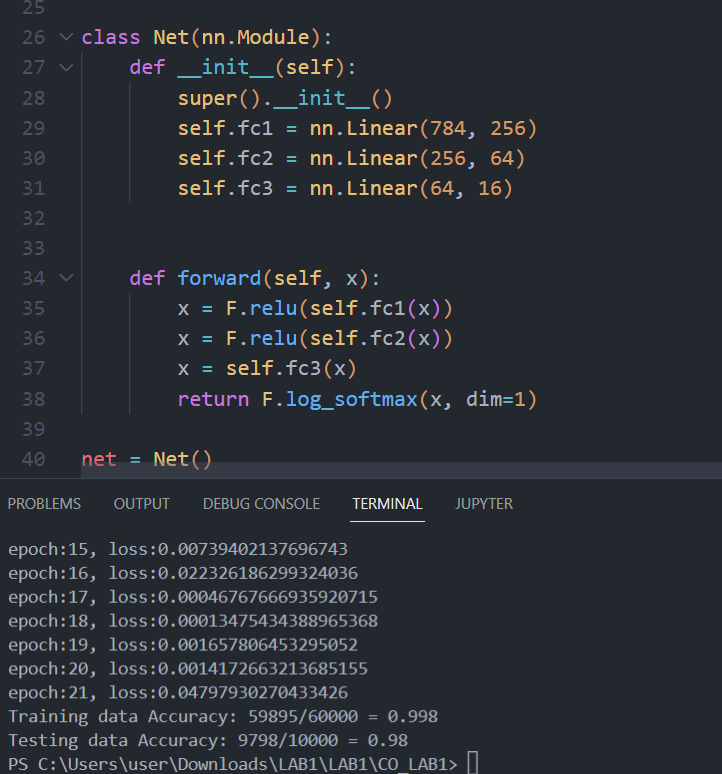 25
26 class Net(nn.Module):
27     def __init__(self):
28         super().__init__()
29         self.fc1 = nn.Linear(784, 256)
30         self.fc2 = nn.Linear(256, 64)
31         self.fc3 = nn.Linear(64, 16)
32
33
34     def forward(self, x):
35         x = F.relu(self.fc1(x))
36         x = F.relu(self.fc2(x))
37         x = self.fc3(x)
38         return F.log_softmax(x, dim=1)
39
40 net = Net()
PROBLEMS OUTPUT DEBUG CONSOLE TERMINAL JUPYTER
epoch:15, loss:0.00739402137696743
epoch:16, loss:0.022326186299324036
epoch:17, loss:0.00046767666935920715
epoch:18, loss:0.00013475434388965368
epoch:19, loss:0.001657806453295052
epoch:20, loss:0.0014172663213685155
epoch:21, loss:0.04797930270433426
Training data Accuracy: 59895/60000 = 0.998
Testing data Accuracy: 9798/10000 = 0.98
PS C:\Users\user\Downloads\LAB1\LAB1\CO_LAB1>